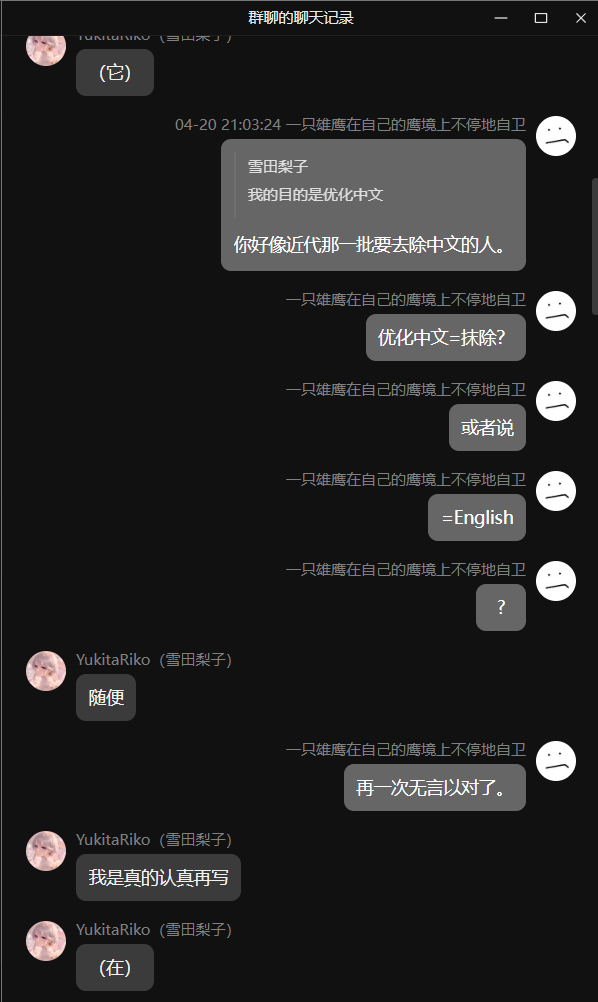 群聊的聊天记录
YukitaRiko（雪田梨子）
（它）
04-20 21:03:24 一只雄鹰在自己的鹰境上不停地自卫
雪田梨子
我的目的是优化中文
你好像近代那一批要去除中文的人。
一只雄鹰在自己的鹰境上不停地自卫
优化中文=抹除？
一只雄鹰在自己的鹰境上不停地自卫
或者说
一只雄鹰在自己的鹰境上不停地自卫
=English
一只雄鹰在自己的鹰境上不停地自卫
？
YukitaRiko（雪田梨子）
随便
一只雄鹰在自己的鹰境上不停地自卫
再一次无言以对了。
YukitaRiko（雪田梨子）
我是真的认真再写
YukitaRiko（雪田梨子）
（在）